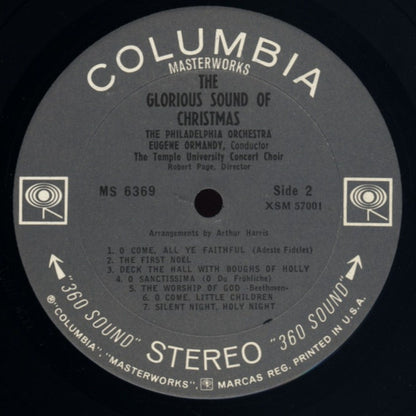 COLUMBIA
MASTERWORKS
THE
GLORIOUS SOUND OF
CHRISTMAS
THE PHILADELPHIA ORCHESTRA
EUGENE ORMANDY, Conductor
The Temple University Concert Choir
Robert Page, Director
MS 6369
Side 2
XSM 57001
Arrangements by Arthur Harris
1. O COME, ALL YE FAITHFUL (Adeste Fideles)
2. THE FIRST NOEL
3. DECK THE HALL WITH BOUGHS OF HOLLY
4. O SANCTISSIMA (O Du Fröhliche)
5. THE WORSHIP OF GOD -Beethoven-
6. O COME, LITTLE CHILDREN
7. SILENT NIGHT, HOLY NIGHT
"360 SOUND" STEREO "360 SOUND"
®"COLUMBIA", "MASTERWORKS", MARCAS REG. PRINTED IN U.S.A.